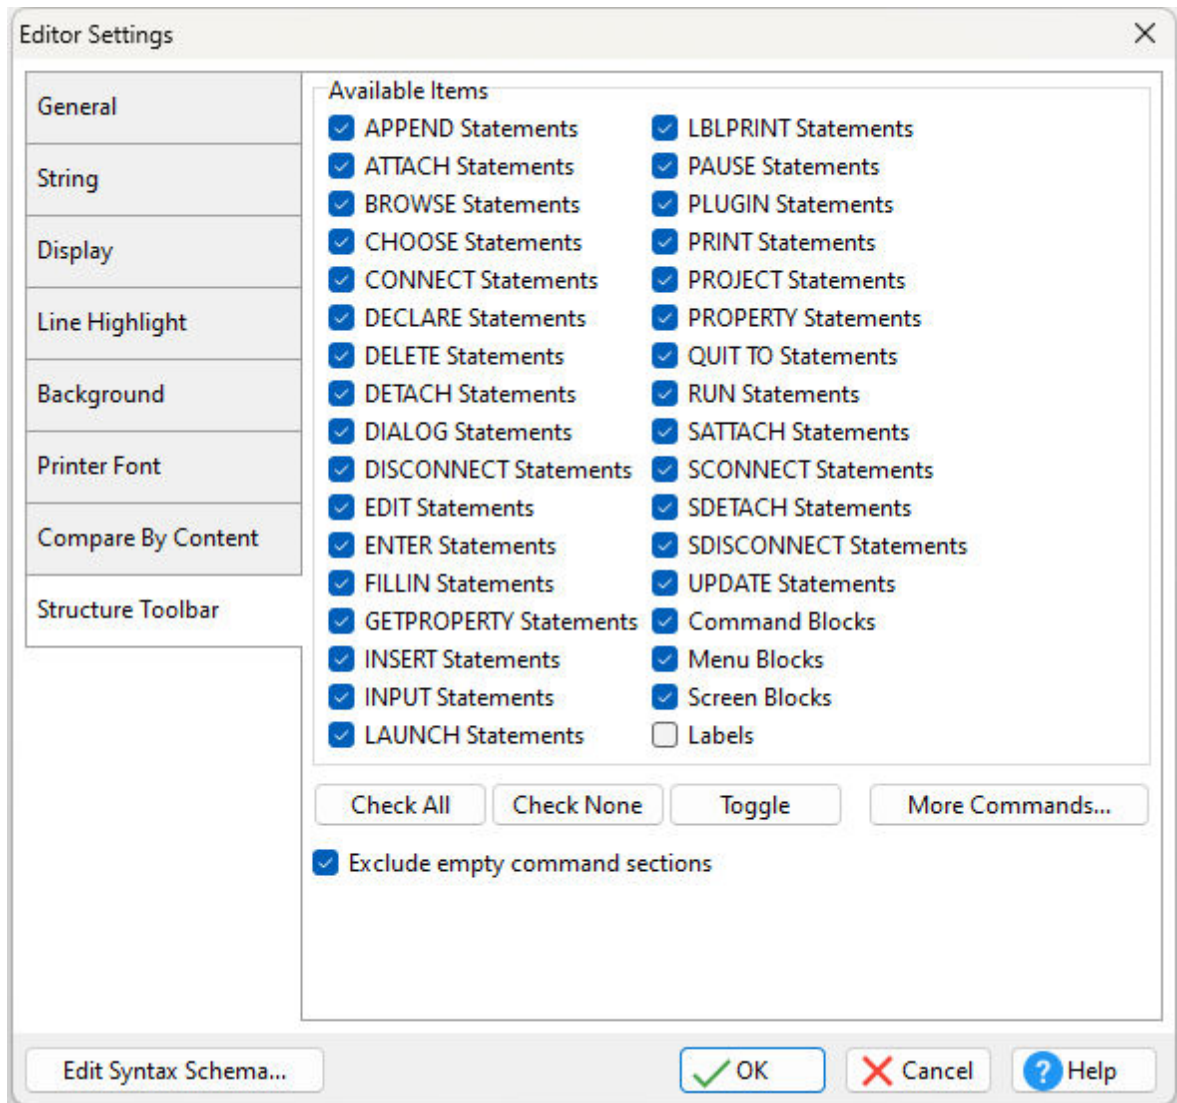 Editor Settings
General
String
Display
Line Highlight
Background
Printer Font
Compare By Content
Structure Toolbar
Available Items
APPEND Statements
ATTACH Statements
BROWSE Statements
CHOOSE Statements
CONNECT Statements
DECLARE Statements
DELETE Statements
DETACH Statements
DIALOG Statements
DISCONNECT Statements
EDIT Statements
ENTER Statements
FILLIN Statements
GETPROPERTY Statements
INSERT Statements
INPUT Statements
LAUNCH Statements
LBLPRINT Statements
PAUSE Statements
PLUGIN Statements
PRINT Statements
PROJECT Statements
PROPERTY Statements
QUIT TO Statements
RUN Statements
SATTACH Statements
SCONNECT Statements
SDETACH Statements
SDISCONNECT Statements
UPDATE Statements
Command Blocks
Menu Blocks
Screen Blocks
Labels
Check All
Check None
Toggle
More Commands...
Exclude empty command sections
Edit Syntax Schema...
OK
Cancel
Help